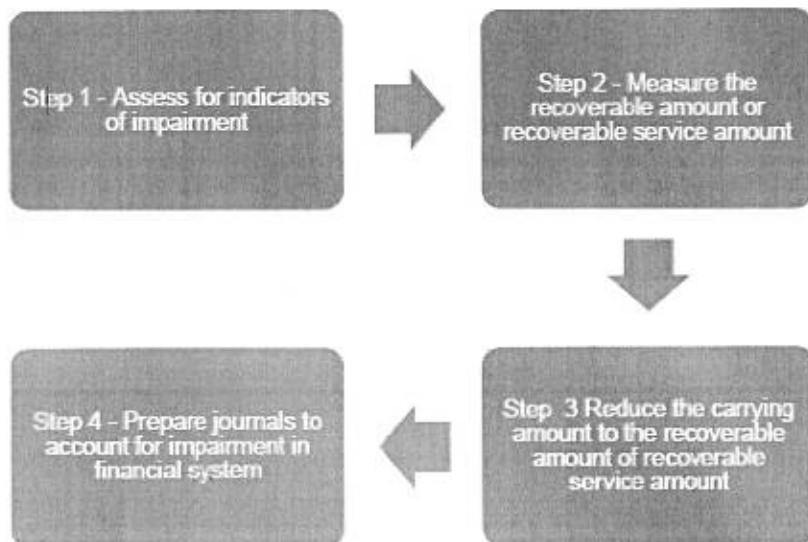 Step 1 - Assess for indicators
of impairment
Step 2 - Measure the
recoverable amount or
recoverable service amount
Step 3 Reduce the carrying
amount to the recoverable
amount of recoverable
service amount
Step 4 - Prepare journals to
account for impairment in
financial system